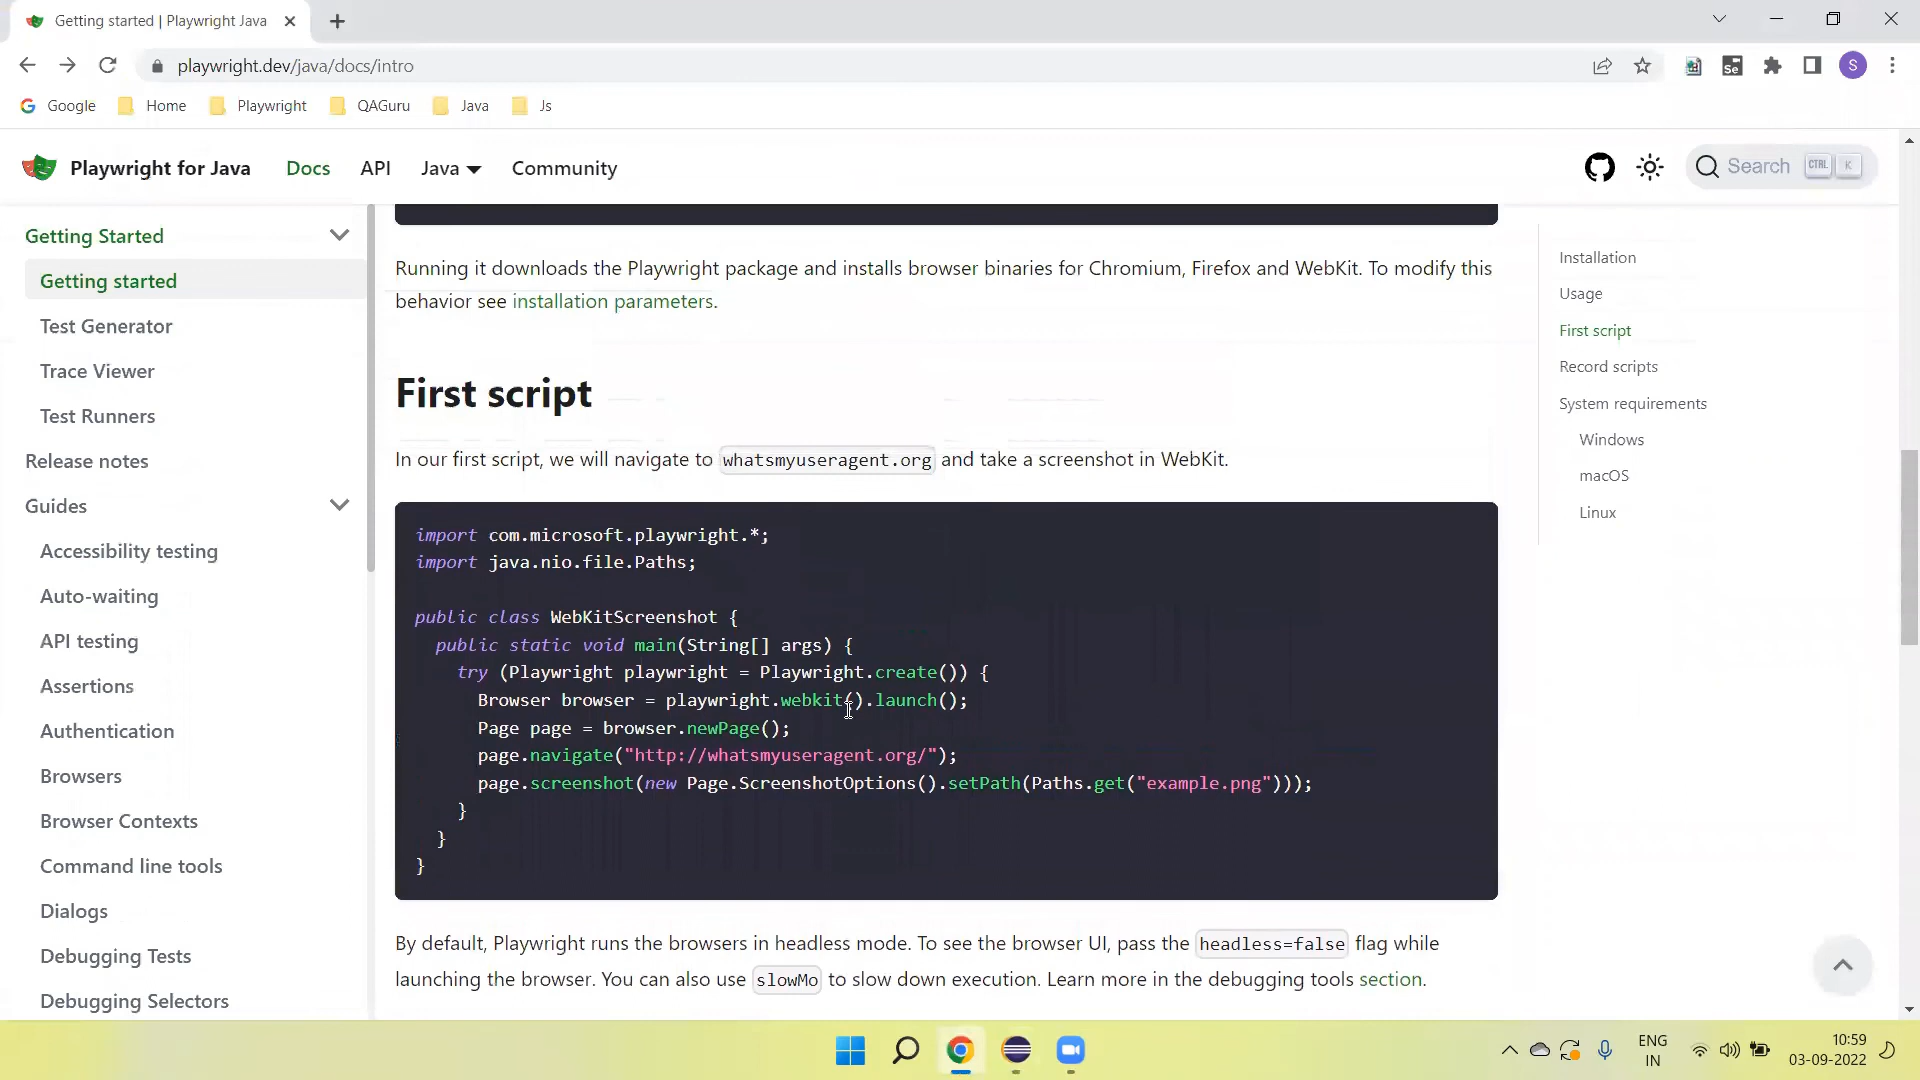 Getting started | Playwright Java
playwright.dev/java/docs/intro
Se
S
Google
Home
Playwright
QAGuru
Java
Js
Playwright for Java
Docs
API
Java
Community
Search
CTRL
K
Getting Started
Getting started
Test Generator
Trace Viewer
Test Runners
Release notes
Guides
Accessibility testing
Auto-waiting
API testing
Assertions
Authentication
Browsers
Browser Contexts
Command line tools
Dialogs
Debugging Tests
Debugging Selectors
Running it downloads the Playwright package and installs browser binaries for Chromium, Firefox and WebKit. To modify this
behavior see installation parameters.
First script
In our first script, we will navigate to whatsmyuseragent.org and take a screenshot in WebKit.
import com.microsoft.playwright.*;
import java.nio.file.Paths;
public class WebKitScreenshot {
public static void main(String[] args) {
try (Playwright playwright = Playwright.create()) {
Browser browser = playwright.webkit().launch();
Page page = browser.newPage();
page.navigate("http://whatsmyuseragent.org/");
page.screenshot(new Page.ScreenshotOptions().setPath(Paths.get("example.png")));
}
}
}
By default, Playwright runs the browsers in headless mode. To see the browser UI, pass the headless=false flag while
launching the browser. You can also use slowMo to slow down execution. Learn more in the debugging tools section.
Installation
Usage
First script
Record scripts
System requirements
Windows
macOS
Linux
ENG
IN
10:59
03-09-2022